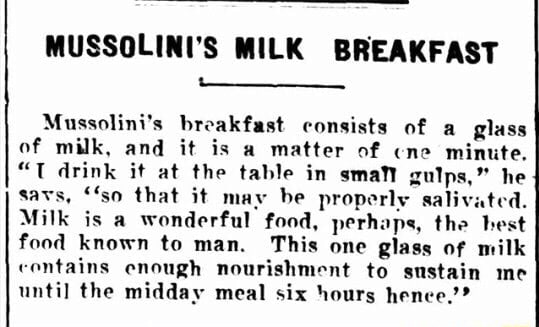 MUSSOLINI'S MILK BREAKFAST
Mussolini's breakfast consists of a glass
of milk, and it is a matter of one minute.
"I drink it at the table in small gulps," he
says, "so that it may be properly salivated.
Milk is a wonderful food, perhaps, the best
food known to man. This one glass of milk
contains enough nourishment to sustain me
until the midday meal six hours hence."